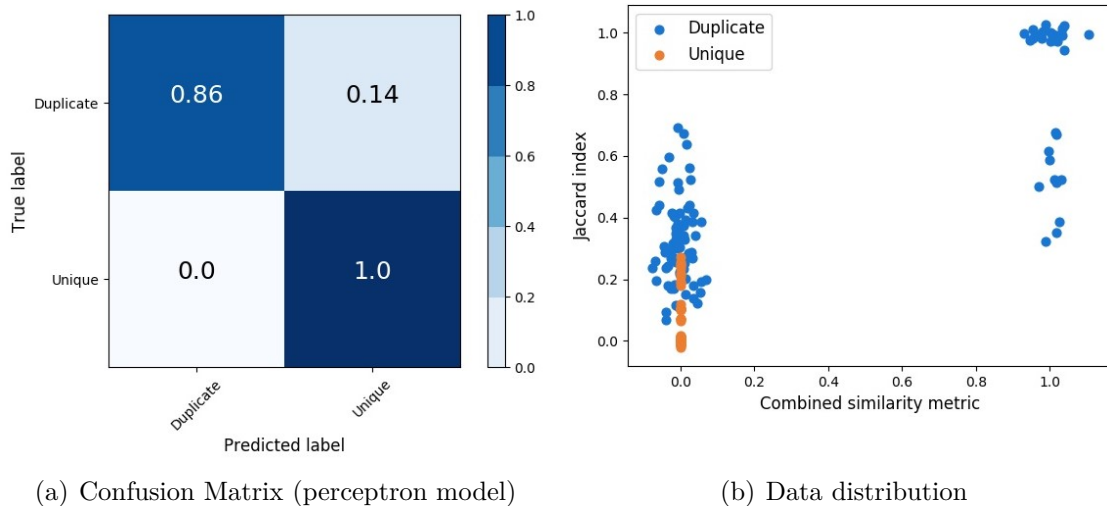 Duplicate
Unique
True label
0.86
0.14
0.0
1.0
Duplicate
Unique
Predicted label
1.0
0.8
0.6
0.4
0.2
0.0
(a) Confusion Matrix (perceptron model)
Duplicate
Unique
Jaccard index
1.0
0.8
0.6
0.4
0.2
0.0
0.0 0.2 0.4 0.6 0.8 1.0
Combined similarity metric
(b) Data distribution